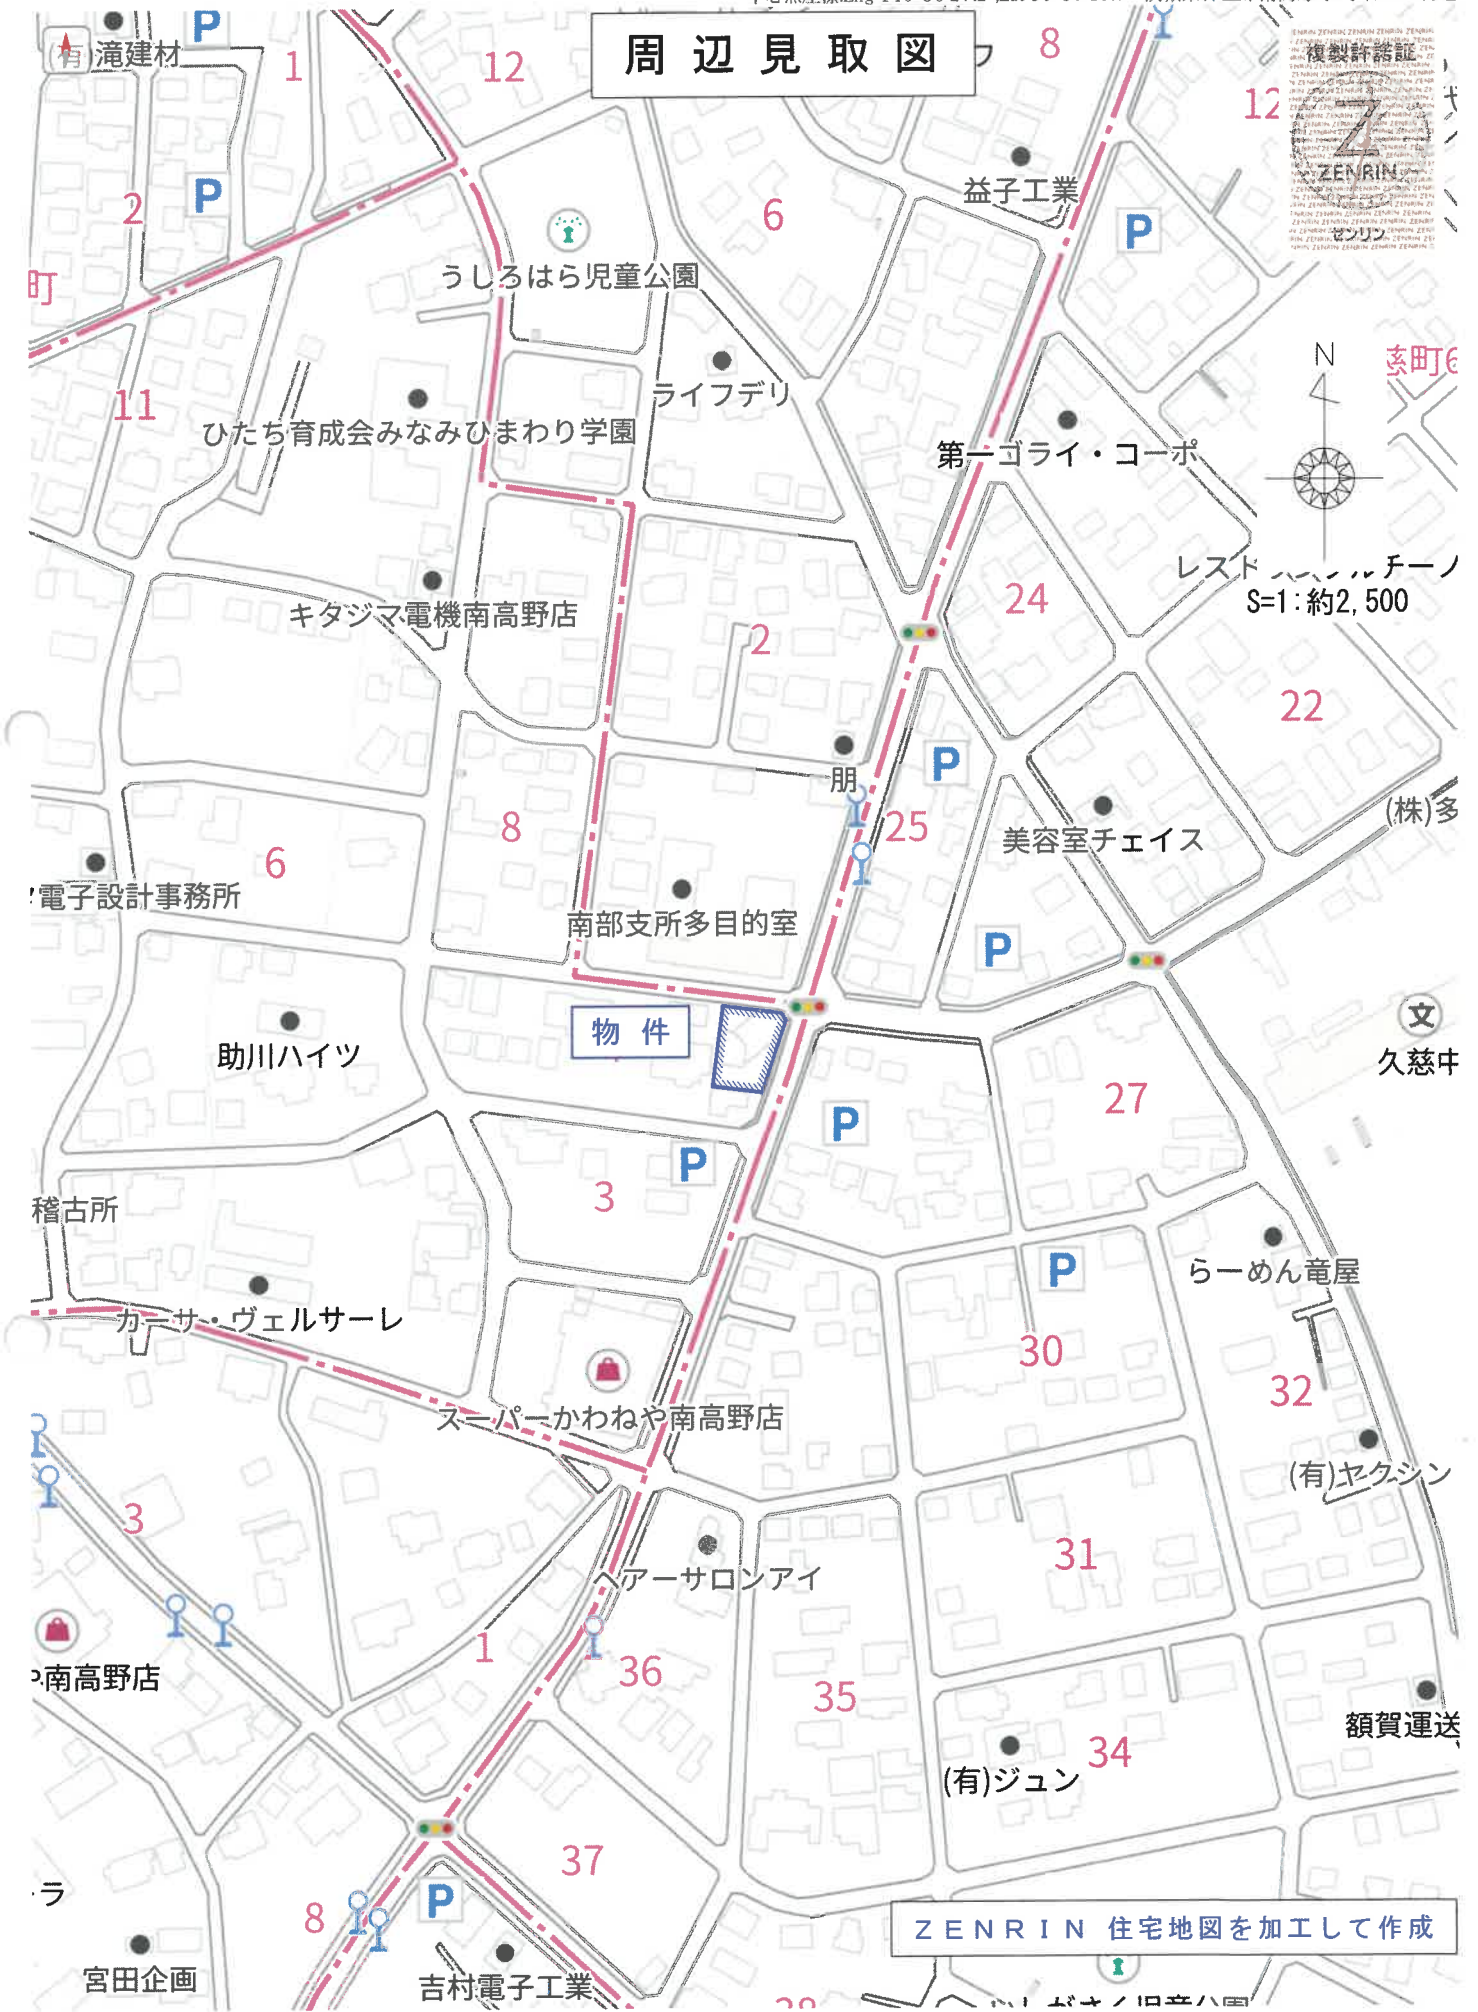 周辺見取図
複製許諾証
ZENRIN
ゼンリン
(有)滝建材
P
1
12
8
12
益子工業
2
P
6
P
うしろはら児童公園
町
N
慈町6
11
ライフデリ
ひたち育成会みなみひまわり学園
第一ゴライ・コーポ
S=1:約2,500
キタジマ電機南高野店
24
2
22
朋
P
25
8
6
美容室チェイス
(株)多
電子設計事務所
南部支所多目的室
P
物件
助川ハイツ
文
久慈中
27
P
P
3
稽古所
らーめん竜屋
P
カーサ・ヴェルサーレ
30
32
スーパーかわねや南高野店
(有)ヤクシン
3
31
ヘアーサロンアイ
1
36
35
や南高野店
額賀運送
34
(有)ジュン
37
ラ
8
P
ZENRIN 住宅地図を加工して作成
宮田企画
吉村電子工業